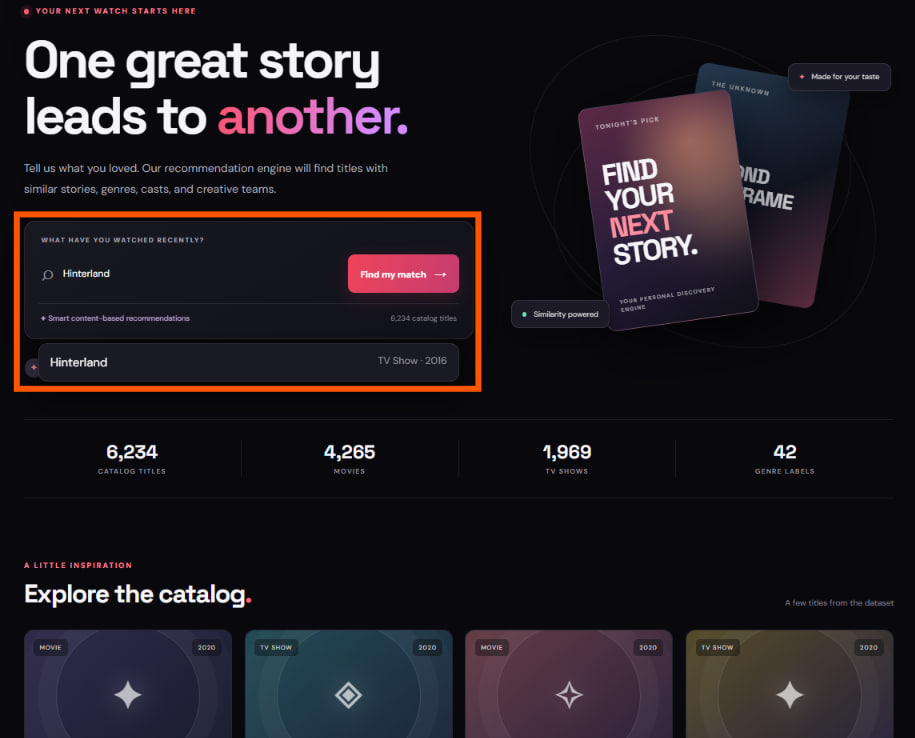 YOUR NEXT WATCH STARTS HERE
One great story
leads to another.
Tell us what you loved. Our recommendation engine will find titles with
similar stories, genres, casts, and creative teams.
WHAT HAVE YOU WATCHED RECENTLY?
Hinterland
Find my match →
✦ Smart content-based recommendations
6,234 catalog titles
Hinterland
TV Show · 2016
Made for your taste
THE UNKNOWN
OND
RAME
TONIGHT'S PICK
FIND
YOUR
NEXT
STORY.
YOUR PERSONAL DISCOVERY
ENGINE
Similarity powered
6,234
CATALOG TITLES
4,265
MOVIES
1,969
TV SHOWS
42
GENRE LABELS
A LITTLE INSPIRATION
Explore the catalog.
A few titles from the dataset
MOVIE
2020
TV SHOW
2020
MOVIE
2020
TV SHOW
2020